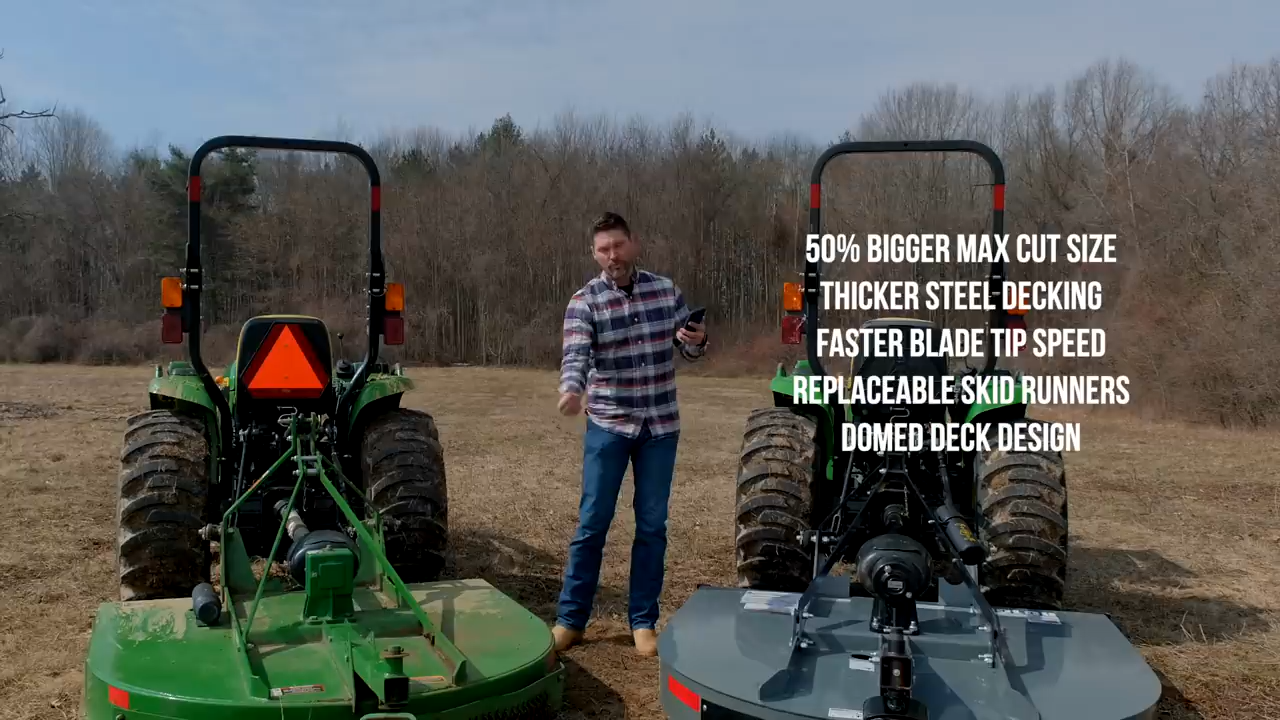 50% BIGGER MAX CUT SIZE
THICKER STEEL DECKING
FASTER BLADE TIP SPEED
REPLACEABLE SKID RUNNERS
DOMED DECK DESIGN